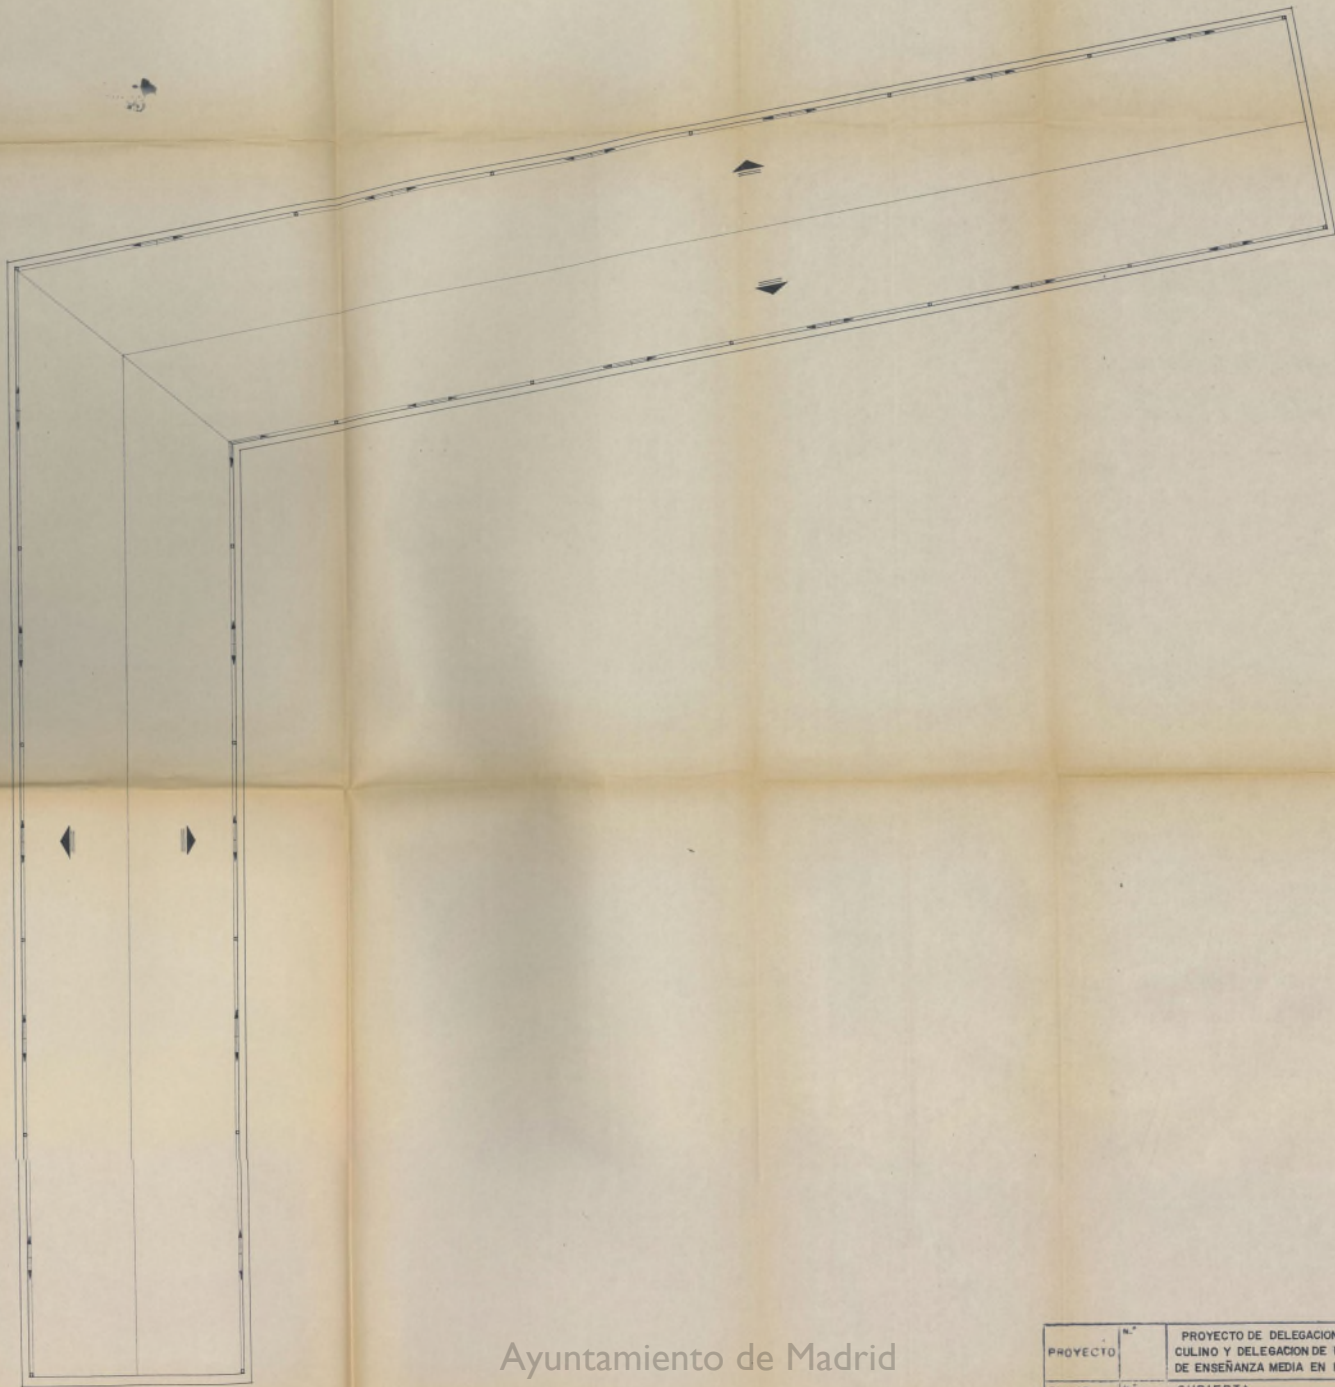 Ayuntamiento de Madrid
PROYECTO
N.º
PROYECTO DE DELEGACION
CULINO Y DELEGACION DE
DE ENSEÑANZA MEDIA EN